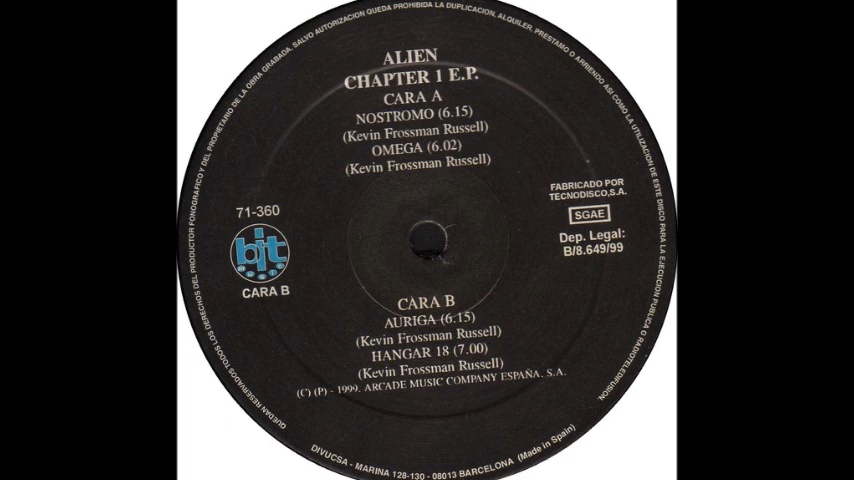 QUEDAN RESERVADOS TODOS LOS DERECHOS DEL PRODUCTOR FONOGRAFICO Y DEL PROPIETARIO DE LA OBRA GRABADA. SALVO AUTORIZACION QUEDA PROHIBIDA LA DUPLICACION, ALQUILER, PRESTAMO O ARRIENDO ASI COMO LA UTILIZACION DE ESTE DISCO PARA LA EJECUCION PUBLICA O RADIOTELEDIFUSION.
ALIEN
CHAPTER 1 E.P.
CARA A
NOSTROMO (6.15)
(Kevin Frossman Russell)
OMEGA (6.02)
(Kevin Frossman Russell)
71-360
bit
music
CARA B
FABRICADO POR
TECNODISCO,S.A.
SGAE
Dep. Legal:
B/8.649/99
CARA B
AURIGA (6.15)
(Kevin Frossman Russell)
HANGAR 18 (7.00)
(Kevin Frossman Russell)
(C) (P) - 1999. ARCADE MUSIC COMPANY ESPAÑA, S.A.
DIVUCSA - MARINA 128-130 - 08013 BARCELONA (Made in Spain)